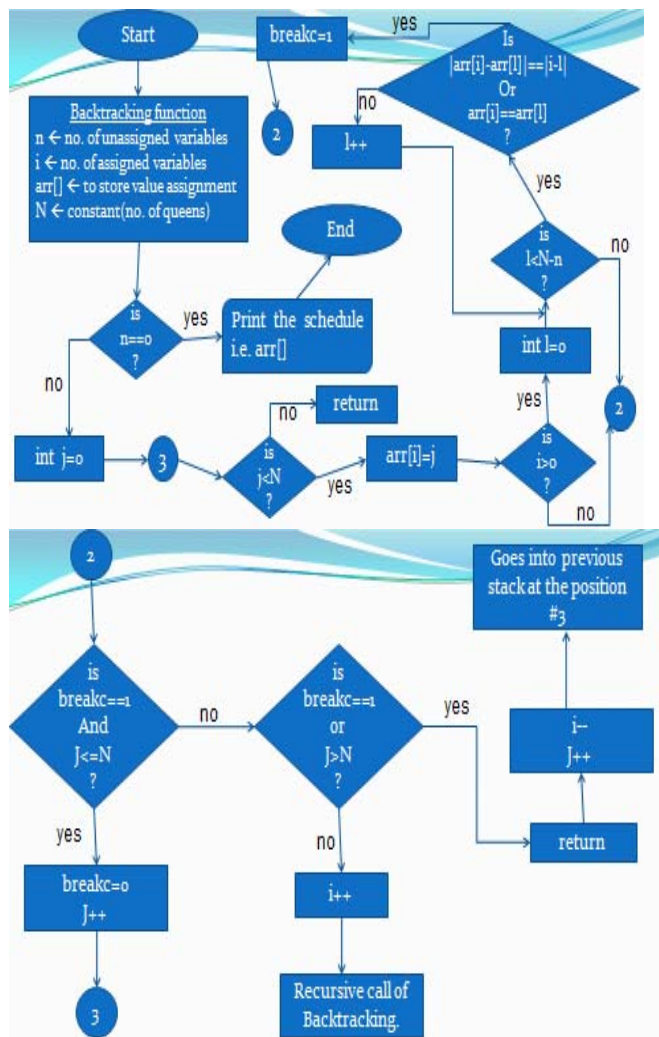 Start
Backtracking function
n ← no. of unassigned variables
i ← no. of assigned variables
arr[] ← to store value assignment
N ← constant(no. of queens)
is
n==0
?
yes
Print the schedule
i.e. arr[]
End
no
int j=0
3
is
j<N
?
no
return
yes
arr[i]=j
is
i>0
?
no
2
yes
int l=0
is
l<N-n
?
no
yes
Is
|arr[i]-arr[l]|==|i-l|
Or
arr[i]==arr[l]
?
no
l++
yes
breakc=1
2
2
is
breakc==1
And
J<=N
?
yes
breakc=0
J++
3
no
is
breakc==1
or
J>N
?
no
i++
Recursive call of
Backtracking.
yes
return
i--
J++
Goes into previous
stack at the position
#3